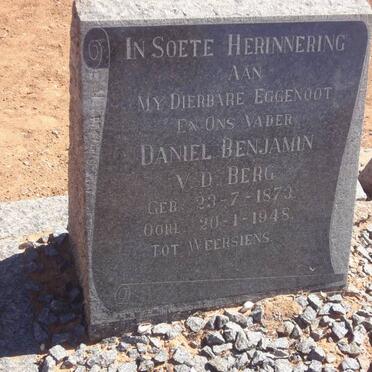 IN SOETE HERINNERING
AAN
MY DIERBARE EGGENOOT
EN ONS VADER
DANIEL BENJAMIN
V. D. BERG
GEB. 23-7-1873.
OORL. 20-1-1948.
TOT WEERSIENS.